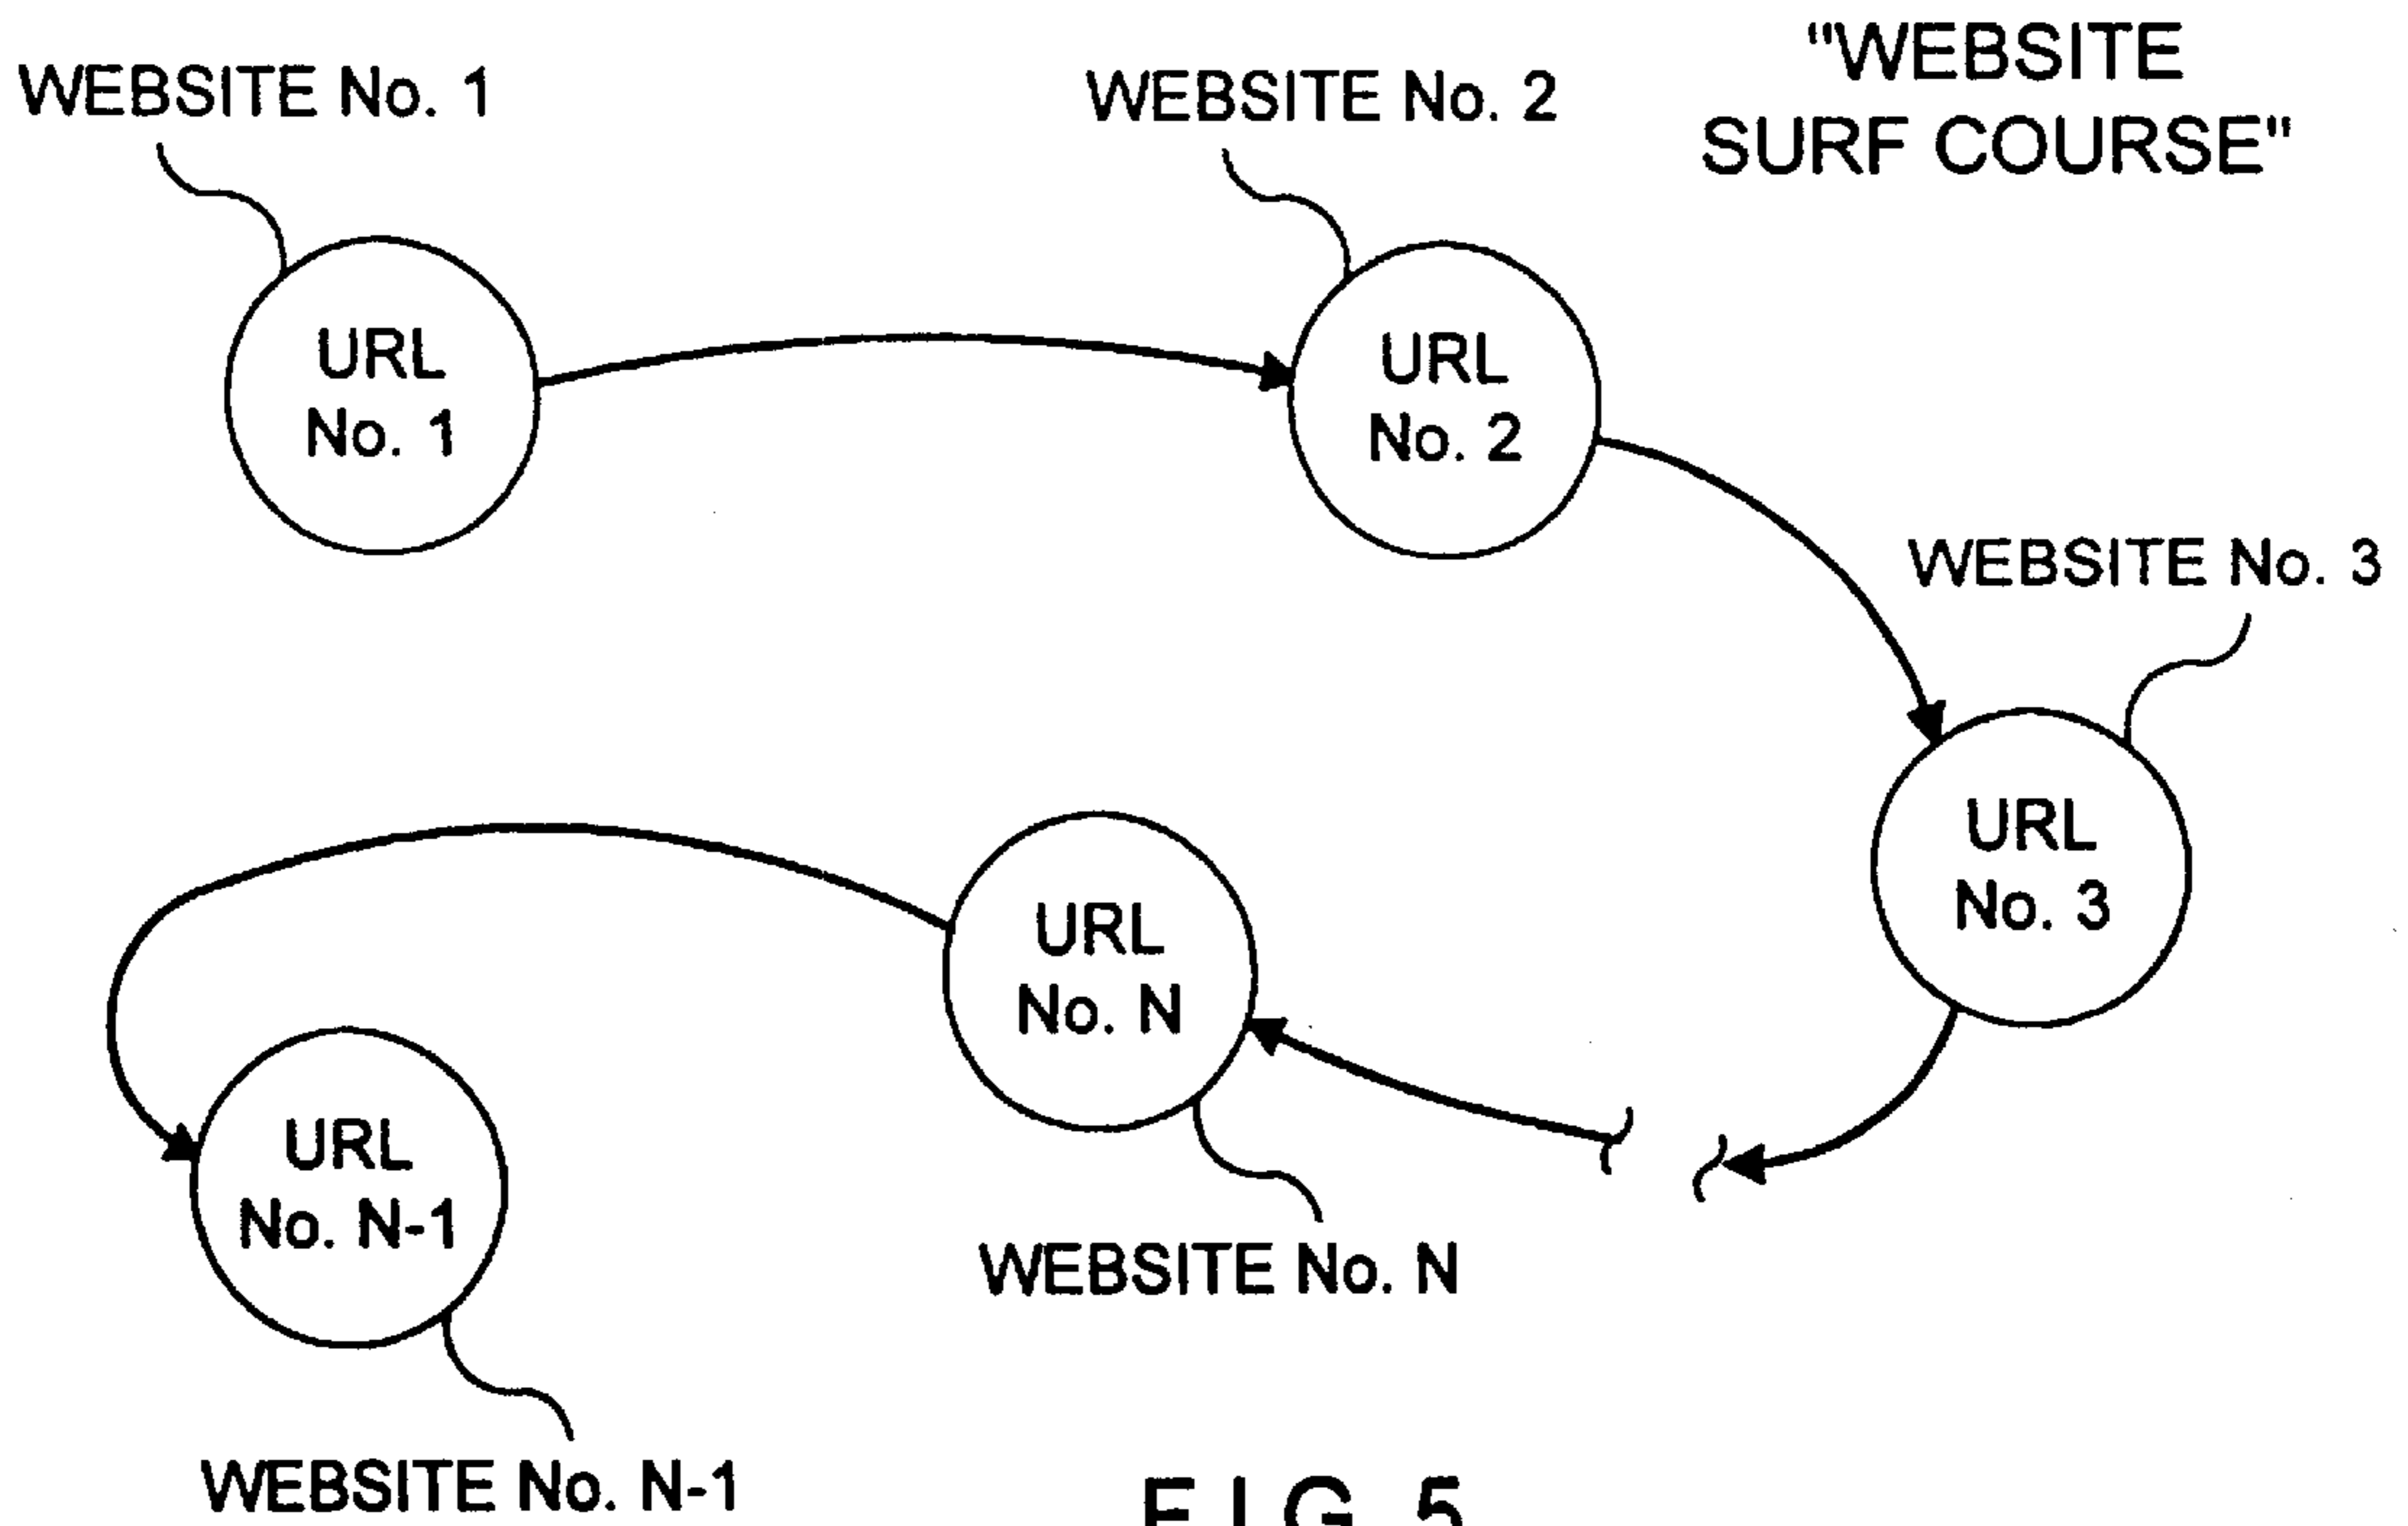 WEBSITE No. 1
WEBSITE No. 2
"WEBSITE
SURF COURSE"
URL
No. 1
URL
No. 2
WEBSITE No. 3
URL
No. 3
URL
No. N
URL
No. N-1
WEBSITE No. N
WEBSITE No. N-1
FIG 5